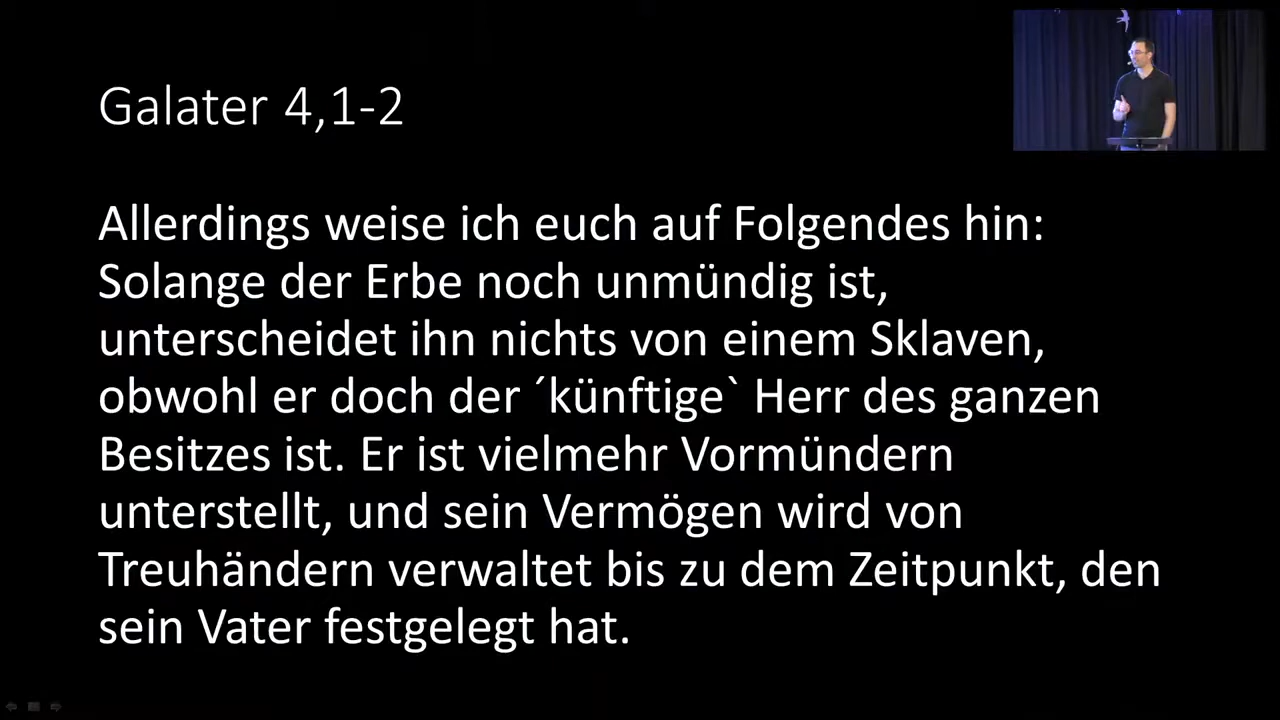 Galater 4,1-2
Allerdings weise ich euch auf Folgendes hin:
Solange der Erbe noch unmündig ist,
unterscheidet ihn nichts von einem Sklaven,
obwohl er doch der ´künftige` Herr des ganzen
Besitzes ist. Er ist vielmehr Vormündern
unterstellt, und sein Vermögen wird von
Treuhändern verwaltet bis zu dem Zeitpunkt, den
sein Vater festgelegt hat.